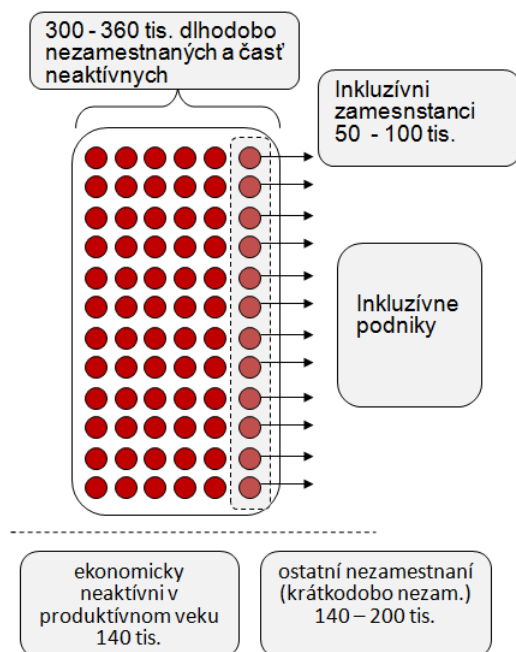 300 - 360 tis. dlhodobo
nezamestnaných a časť
neaktívnych
Inkluzívni
zamesnstanci
50 - 100 tis.
Inkluzívne
podniky
ekonomicky
neaktívni v
produktívnom veku
140 tis.
ostatní nezamestnaní
(krátkodobo nezam.)
140 – 200 tis.